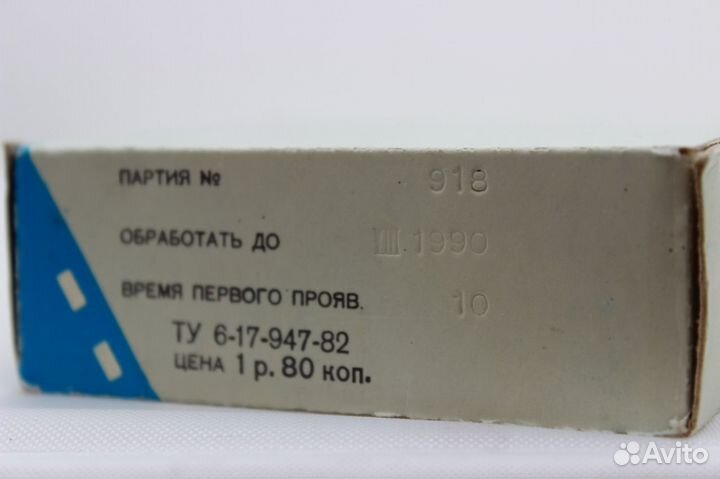 ПАРТИЯ № 918
ОБРАБОТАТЬ ДО VIII.1990
ВРЕМЯ ПЕРВОГО ПРОЯВ. 10
ТУ 6-17-947-82
ЦЕНА 1 р. 80 коп.
Avito